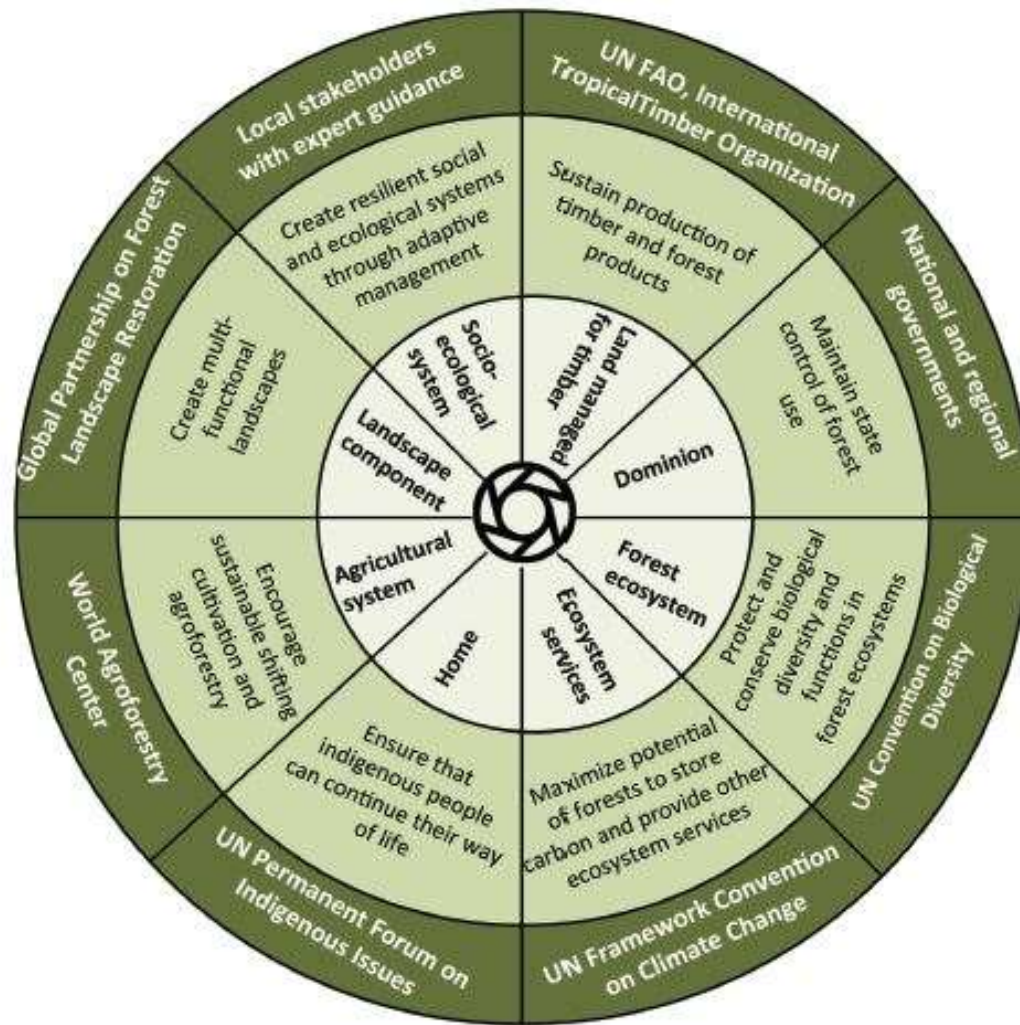 Local stakeholders
with expert guidance
Create resilient social
and ecological systems
through adaptive
management
Socio-
ecological
system
UN FAO, International
TropicalTimber Organization
Sustain production of
timber and forest
products
Land managed
for timber
National and regional
governments
Maintain state
control of forest
use
Dominion
UN Convention on Biological
Diversity
Protect and
conserve biological
diversity and
functions in
forest ecosystems
Forest
ecosystem
UN Framework Convention
on Climate Change
Maximize potential
of forests to store
carbon and provide other
ecosystem services
Ecosystem
services
UN Permanent Forum on
Indigenous Issues
Ensure that
indigenous people
can continue their way
of life
Home
World Agroforestry
Center
Encourage
sustainable shifting
cultivation and
agroforestry
Agricultural
system
Global Partnership on Forest
Landscape Restoration
Create multi-
functional
landscapes
Landscape
component